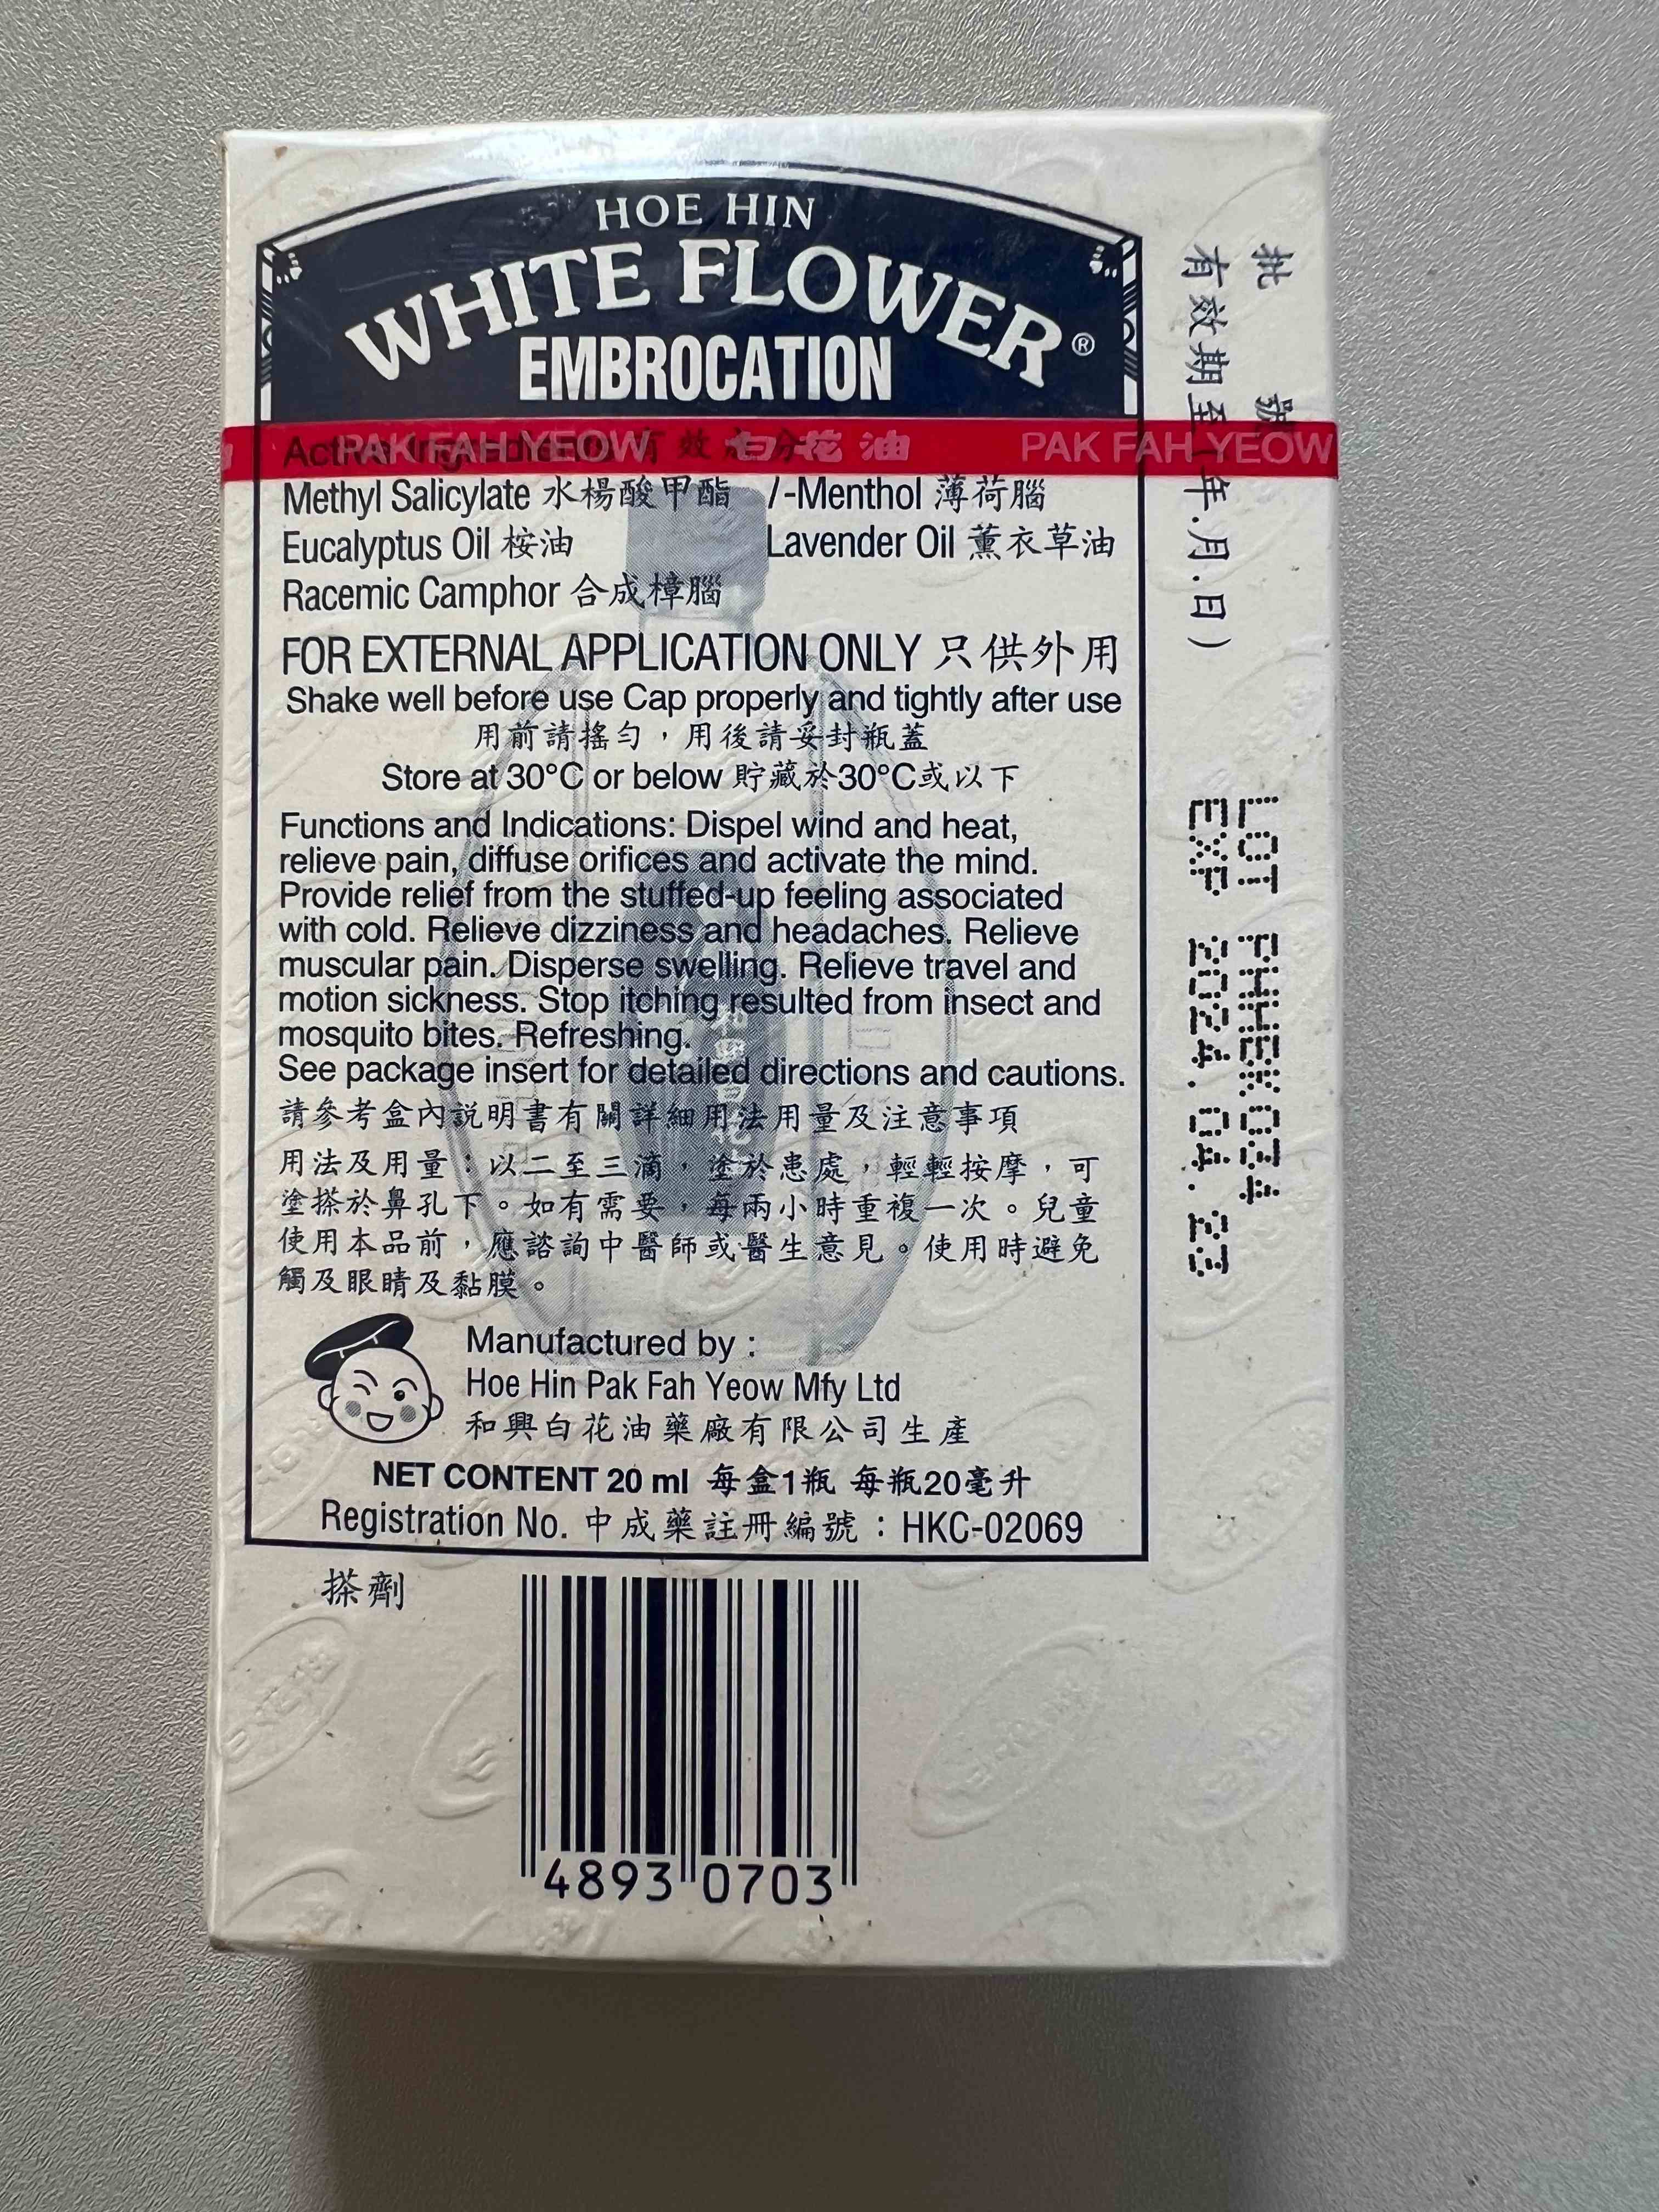 HOE HIN
WHITE FLOWER®
EMBROCATION
Active Ingredients 有效成分
PAK FAH YEOW 白花油 PAK FAH YEOW
Methyl Salicylate 水楊酸甲酯 l-Menthol 薄荷腦
Eucalyptus Oil 桉油 Lavender Oil 薰衣草油
Racemic Camphor 合成樟腦
FOR EXTERNAL APPLICATION ONLY 只供外用
Shake well before use Cap properly and tightly after use
用前請搖勻，用後請妥封瓶蓋
Store at 30°C or below 貯藏於30°C或以下
Functions and Indications: Dispel wind and heat,
relieve pain, diffuse orifices and activate the mind.
Provide relief from the stuffed-up feeling associated
with cold. Relieve dizziness and headaches. Relieve
muscular pain. Disperse swelling. Relieve travel and
motion sickness. Stop itching resulted from insect and
mosquito bites. Refreshing.
See package insert for detailed directions and cautions.
請參考盒內說明書有關詳細用法用量及注意事項
用法及用量：以二至三滴，塗於患處，輕輕按摩，可
塗搽於鼻孔下。如有需要，每兩小時重複一次。兒童
使用本品前，應諮詢中醫師或醫生意見。使用時避免
觸及眼睛及黏膜。
Manufactured by :
Hoe Hin Pak Fah Yeow Mfy Ltd
和興白花油藥廠有限公司生產
NET CONTENT 20 ml 每盒1瓶 每瓶20毫升
Registration No. 中成藥註冊編號：HKC-02069
搽劑
4893 0703
批號 LOT
有效期至(年.月.日) EXP 2024.04.23